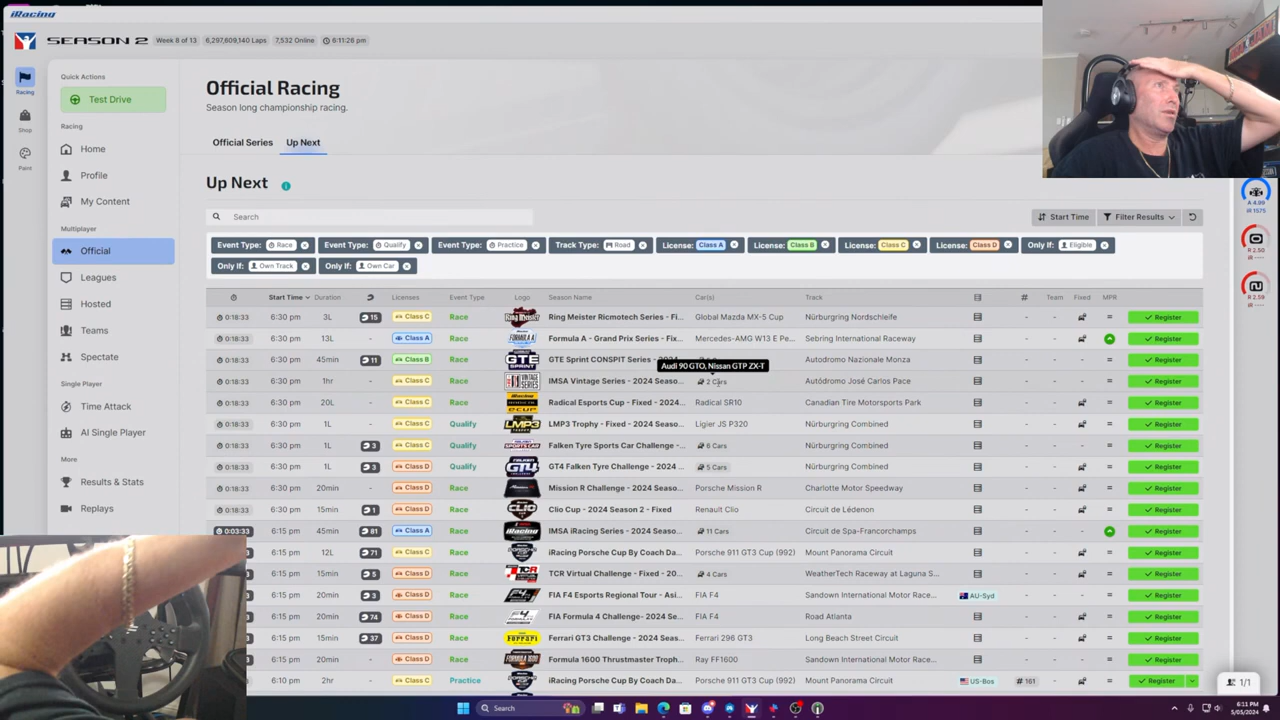 iRacing
SEASON 2 Week 8 of 13 6,297,609,140 Laps 7,532 Online 6:11:26 pm
Racing
Shop
Paint
Quick Actions
Test Drive
Racing
Home
Profile
My Content
Multiplayer
Official
Leagues
Hosted
Teams
Spectate
Single Player
Time Attack
AI Single Player
More
Results & Stats
Replays
Official Racing
Season long championship racing.
Official Series Up Next
Up Next
Search Start Time Filter Results
Event Type: Race Event Type: Qualify Event Type: Practice Track Type: Road License: Class A License: Class B License: Class C License: Class D Only If: Eligible
Only If: Own Track Only If: Own Car
Start Time Duration Licenses Event Type Logo Season Name Car(s) Track # Team Fixed MPR
0:18:33 6:30 pm 3L 15 Class C Race Ring Meister Ricmotech Series - Fi... Global Mazda MX-5 Cup Nürburgring Nordschleife - - = Register
0:18:33 6:30 pm 13L - Class A Race Formula A - Grand Prix Series - Fix... Mercedes-AMG W13 E Pe... Sebring International Raceway - - Register
0:18:33 6:30 pm 45min 11 Class B Race GTE Sprint CONSPIT Series - 2024... Autodromo Nazionale Monza - - = Register
Audi 90 GTO, Nissan GTP ZX-T
0:18:33 6:30 pm 1hr - Class C Race IMSA Vintage Series - 2024 Seaso... 2 Cars Autódromo José Carlos Pace - - = Register
0:18:33 6:30 pm 20L - Class C Race Radical Esports Cup - Fixed - 2024... Radical SR10 Canadian Tire Motorsports Park - - = Register
0:18:33 6:30 pm 1L - Class C Qualify LMP3 Trophy - Fixed - 2024 Seaso... Ligier JS P320 Nürburgring Combined - - = Register
0:18:33 6:30 pm 1L 3 Class C Qualify Falken Tyre Sports Car Challenge -... 8 Cars Nürburgring Combined - - = Register
0:18:33 6:30 pm 1L 3 Class D Qualify GT4 Falken Tyre Challenge - 2024... 5 Cars Nürburgring Combined - - = Register
0:18:33 6:30 pm 20min - Class D Race Mission R Challenge - 2024 Seaso... Porsche Mission R Charlotte Motor Speedway - - = Register
0:18:33 6:30 pm 15min 1 Class D Race Clio Cup - 2024 Season 2 - Fixed Renault Clio Circuit de Lédenon - - = Register
0:03:33 6:15 pm 45min 81 Class A Race IMSA iRacing Series - 2024 Seaso... 11 Cars Circuit de Spa-Francorchamps - - Register
6:15 pm 12L 71 Class C Race iRacing Porsche Cup By Coach Da... Porsche 911 GT3 Cup (992) Mount Panorama Circuit - - = Register
6:15 pm 15min 5 Class D Race TCR Virtual Challenge - Fixed - 20... 4 Cars WeatherTech Raceway at Laguna S... - - = Register
6:15 pm 20min 3 Class D Race FIA F4 Esports Regional Tour - Asi... FIA F4 Sandown International Motor Race... AU-Syd - - = Register
6:15 pm 20min 74 Class D Race FIA Formula 4 Challenge - 2024 Se... FIA F4 Road Atlanta - - = Register
6:15 pm 15min 37 Class D Race Ferrari GT3 Challenge - 2024 Seas... Ferrari 296 GT3 Long Beach Street Circuit - - = Register
6:15 pm 20min - Class D Race Formula 1600 Thrustmaster Troph... Ray FF1600 Sandown International Motor Race... - - = Register
6:10 pm 2hr - Class C Practice iRacing Porsche Cup By Coach Da... Porsche 911 GT3 Cup (992) Mount Panorama Circuit US-Bos #161 - = Register
A 4.99
iR 1575
R 2.50
R 2.59
1/1
Search
6:11 PM
5/05/2024